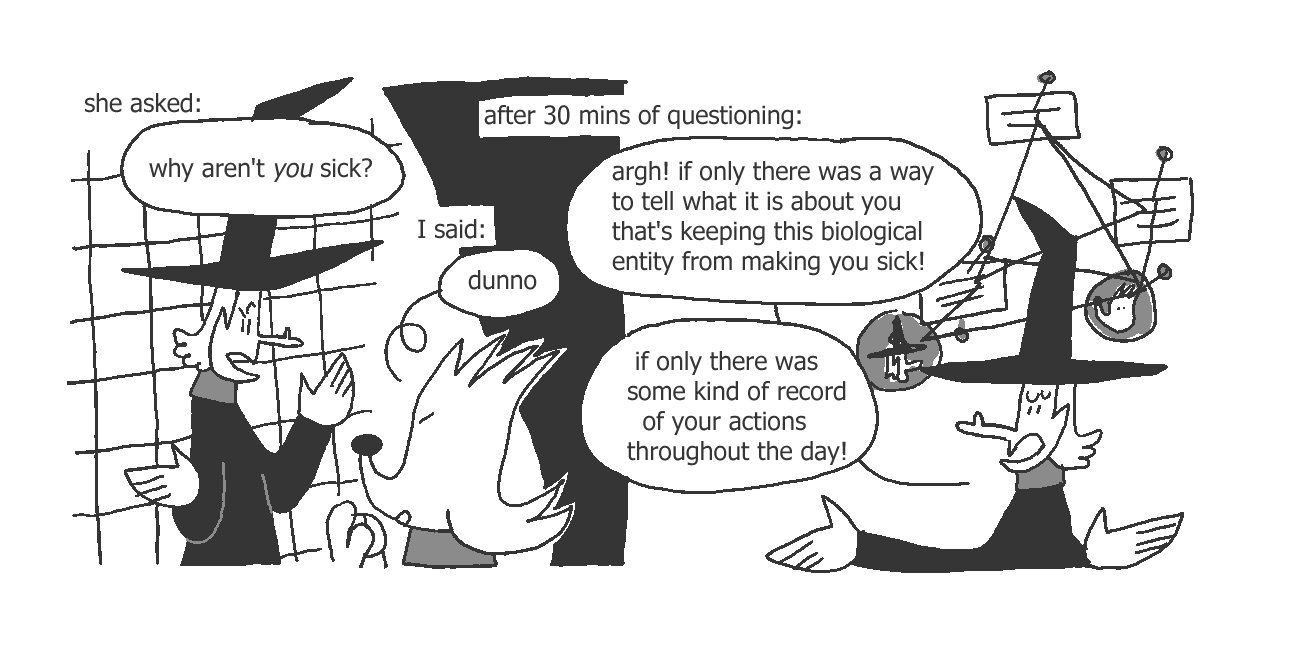 she asked:
why aren't you sick?
I said:
dunno
after 30 mins of questioning:
argh! if only there was a way
to tell what it is about you
that's keeping this biological
entity from making you sick!
if only there was
some kind of record
of your actions
throughout the day!